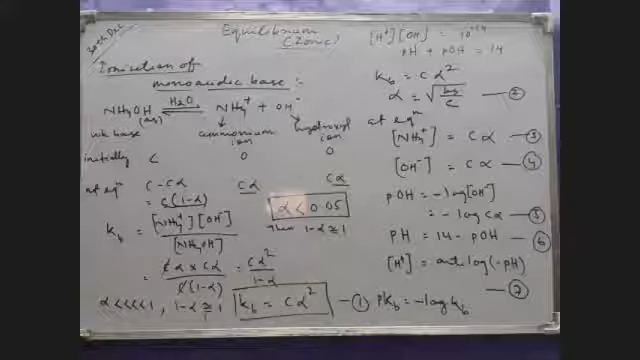 30th Dec
Equilibrium
(Ionic)
Ionisation of
monoacidic base :-
NH₄OH (aq) ⇌ H₂O NH₄⁺ + OH⁻
wk base ammonium ion hydroxyl ion
initially C 0 0
at eqm C - Cα Cα Cα
= C(1-α)
α < 0.05
Then 1-α ≅ 1
Kb = [NH₄⁺][OH⁻] / [NH₄OH]
= Cα × Cα / C(1-α) = Cα² / 1-α
α <<<< 1, 1-α ≅ 1 Kb = Cα² — ①
[H⁺][OH⁻] = 10⁻¹⁴
pH + pOH = 14
Kb = Cα²
α = √(Kb / C) — ②
at eqm
[NH₄⁺] = Cα — ③
[OH⁻] = Cα — ④
pOH = -log[OH⁻]
= -log Cα — ⑤
PH = 14 - pOH — ⑥
[H⁺] = antilog(-PH)
— ⑦
PKb = -log Kb